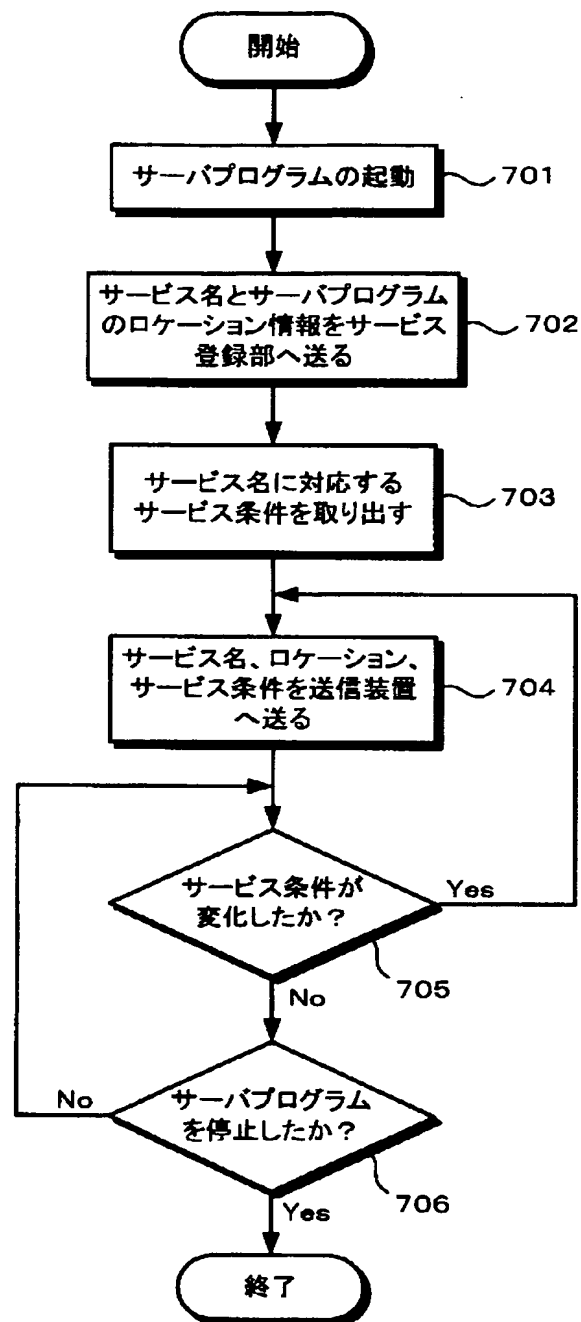 開始
サーバプログラムの起動
701
サービス名とサーバプログラム
のロケーション情報をサービス
登録部へ送る
702
サービス名に対応する
サービス条件を取り出す
703
サービス名、ロケーション、
サービス条件を送信装置
へ送る
704
サービス条件が
変化したか?
Yes
705
No
サーバプログラム
を停止したか?
No
706
Yes
終了